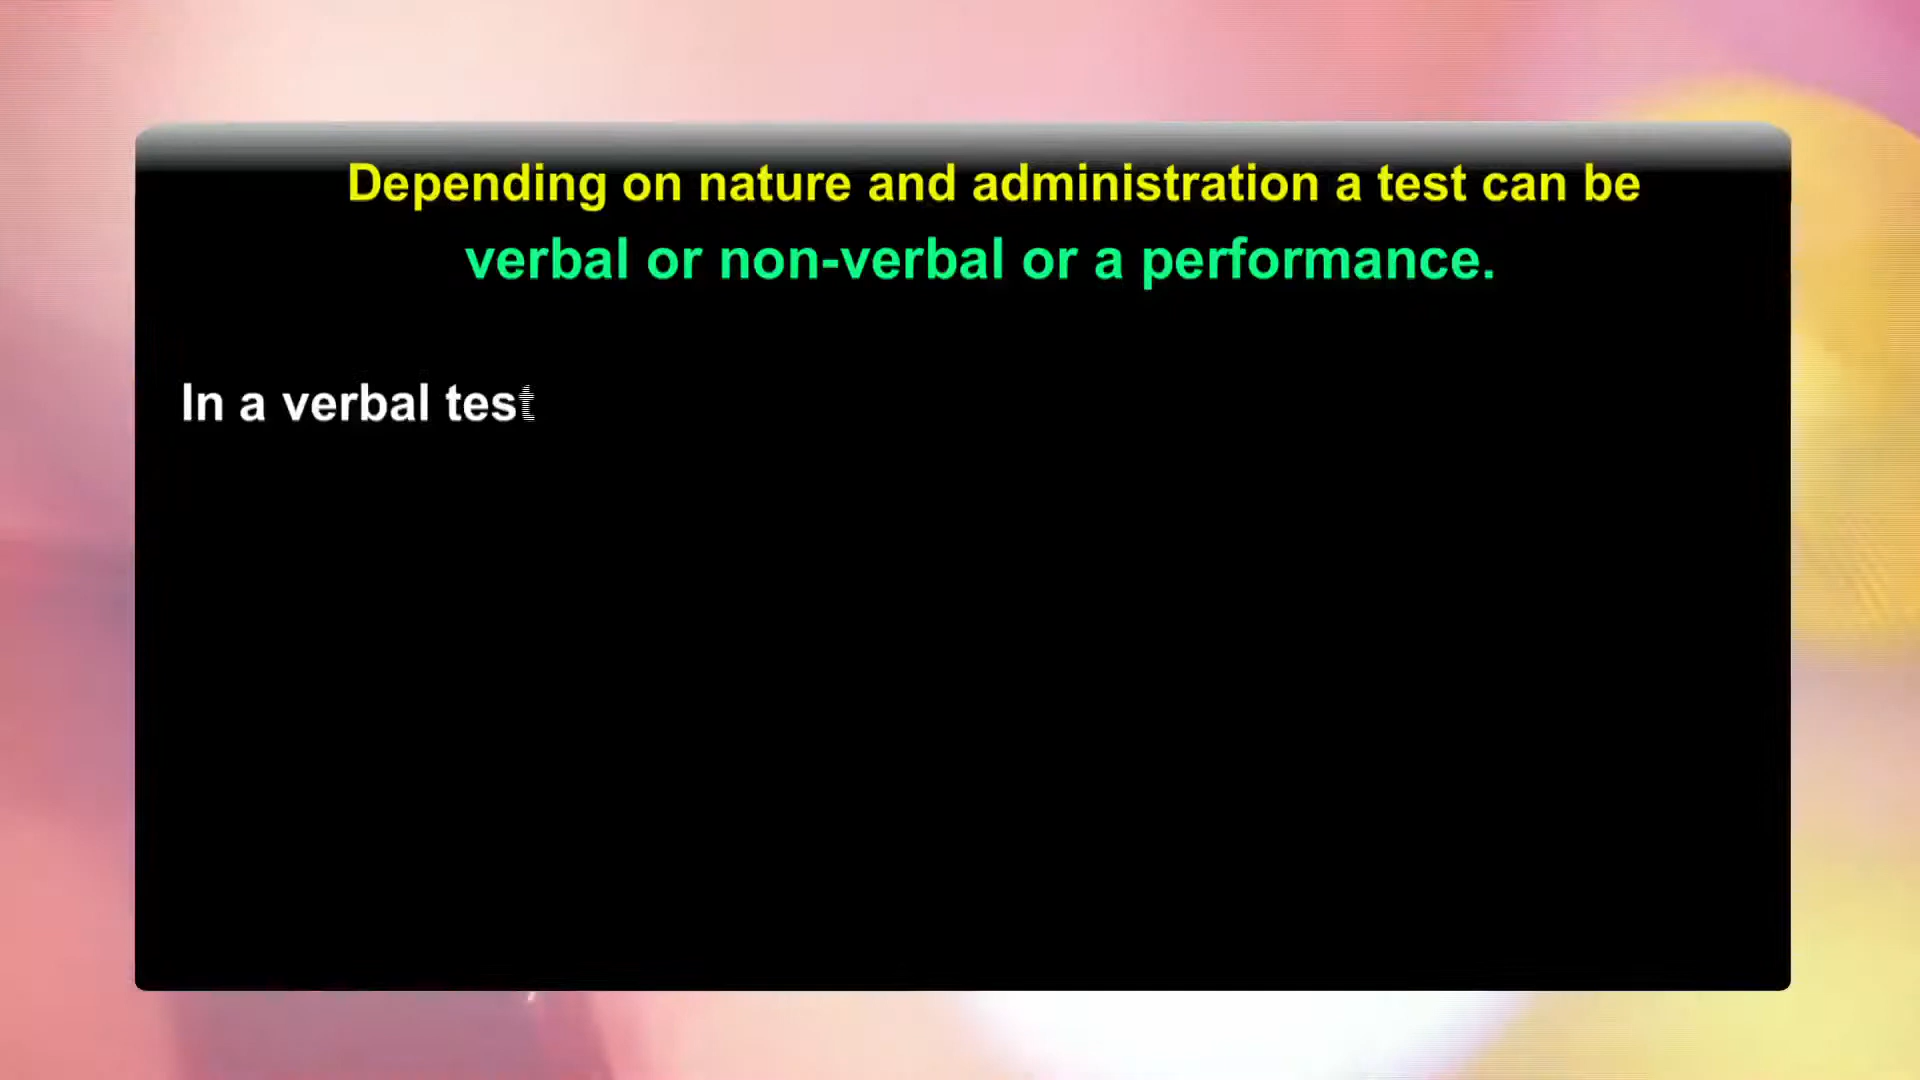 Depending on nature and administration a test can be
verbal or non-verbal or a performance.
In a verbal test